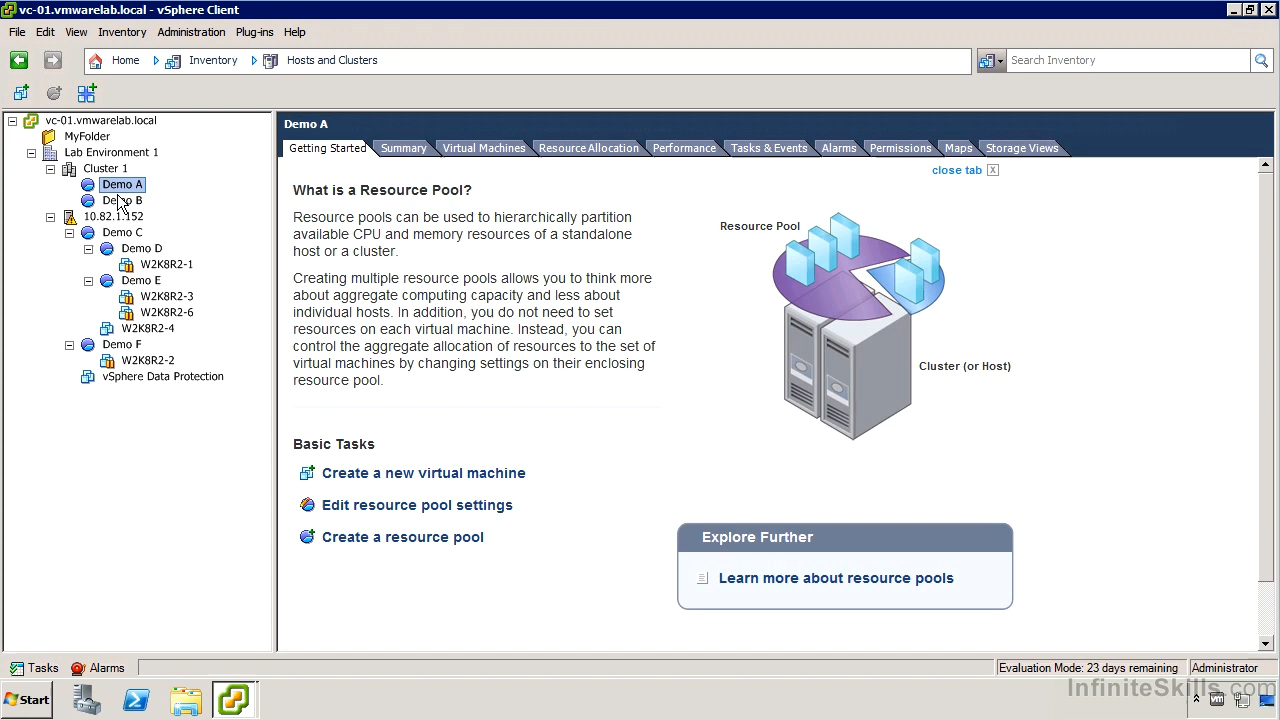 vc-01.vmwarelab.local - vSphere Client
File Edit View Inventory Administration Plug-ins Help
Home Inventory Hosts and Clusters Search Inventory
vc-01.vmwarelab.local
MyFolder
Lab Environment 1
Cluster 1
Demo A
Demo B
10.82.1.152
Demo C
Demo D
W2K8R2-1
Demo E
W2K8R2-3
W2K8R2-6
W2K8R2-4
Demo F
W2K8R2-2
vSphere Data Protection
Demo A
Getting Started Summary Virtual Machines Resource Allocation Performance Tasks & Events Alarms Permissions Maps Storage Views
close tab X
What is a Resource Pool?
Resource pools can be used to hierarchically partition
available CPU and memory resources of a standalone
host or a cluster.
Creating multiple resource pools allows you to think more
about aggregate computing capacity and less about
individual hosts. In addition, you do not need to set
resources on each virtual machine. Instead, you can
control the aggregate allocation of resources to the set of
virtual machines by changing settings on their enclosing
resource pool.
Resource Pool
Cluster (or Host)
Basic Tasks
Create a new virtual machine
Edit resource pool settings
Create a resource pool
Explore Further
Learn more about resource pools
Tasks Alarms Evaluation Mode: 23 days remaining Administrator
Start
InfiniteSkills.com